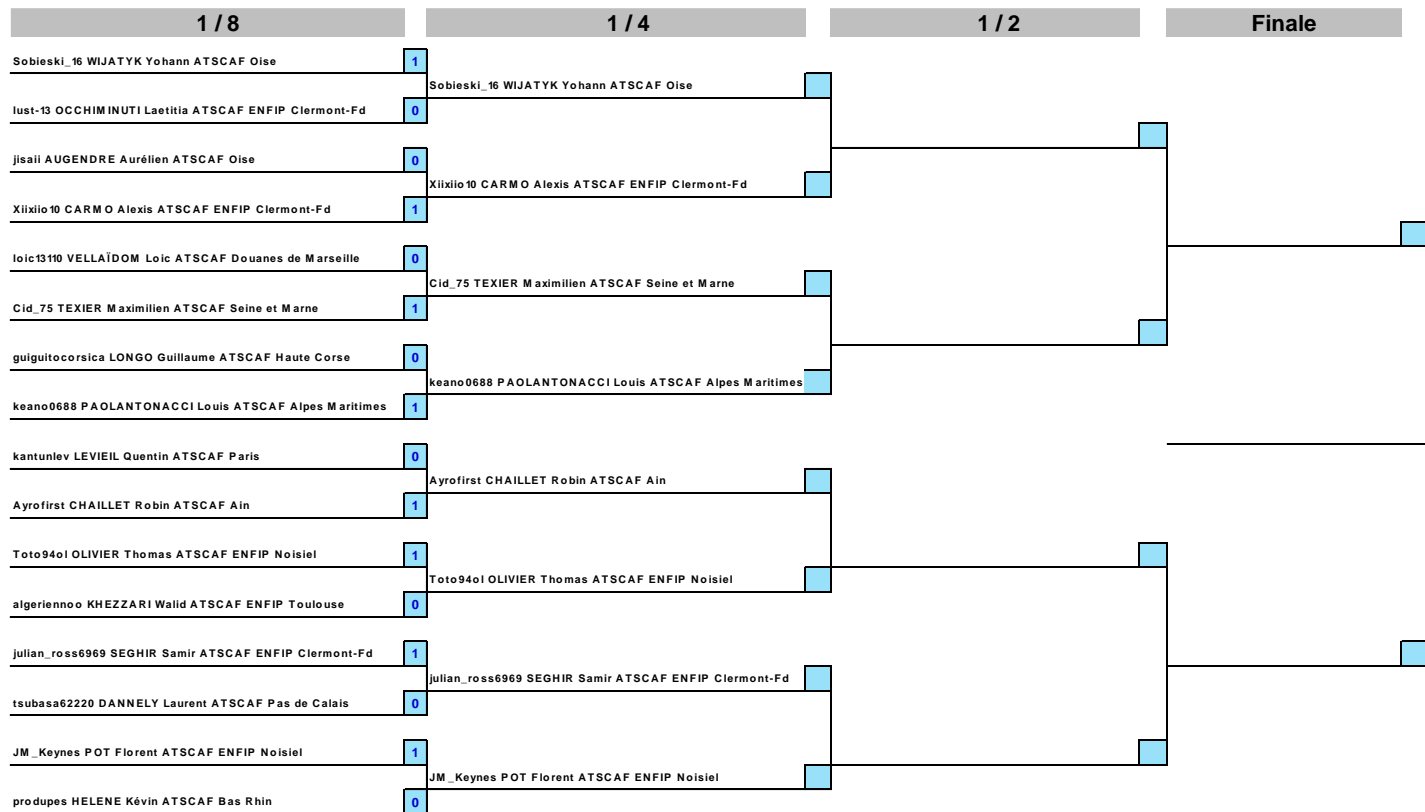 1 / 8
1 / 4
1 / 2
Finale
Sobieski_16 WIJATYK Yohann ATSCAF Oise 1
lust-13 OCCHIMINUTI Laetitia ATSCAF ENFIP Clermont-Fd 0
jisaii AUGENDRE Aurélien ATSCAF Oise 0
Xiixiio10 CARMO Alexis ATSCAF ENFIP Clermont-Fd 1
loic13110 VELLAÏDOM Loic ATSCAF Douanes de Marseille 0
Cid_75 TEXIER Maximilien ATSCAF Seine et Marne 1
guiguitocorsica LONGO Guillaume ATSCAF Haute Corse 0
keano0688 PAOLANTONACCI Louis ATSCAF Alpes Maritimes 1
kantunlev LEVIEIL Quentin ATSCAF Paris 0
Ayrofirst CHAILLET Robin ATSCAF Ain 1
Toto94ol OLIVIER Thomas ATSCAF ENFIP Noisiel 1
algeriennoo KHEZZARI Walid ATSCAF ENFIP Toulouse 0
julian_ross6969 SEGHIR Samir ATSCAF ENFIP Clermont-Fd 1
tsubasa62220 DANNELY Laurent ATSCAF Pas de Calais 0
JM_Keynes POT Florent ATSCAF ENFIP Noisiel 1
produpes HELENE Kévin ATSCAF Bas Rhin 0
Sobieski_16 WIJATYK Yohann ATSCAF Oise
Xiixiio10 CARMO Alexis ATSCAF ENFIP Clermont-Fd
Cid_75 TEXIER Maximilien ATSCAF Seine et Marne
keano0688 PAOLANTONACCI Louis ATSCAF Alpes Maritimes
Ayrofirst CHAILLET Robin ATSCAF Ain
Toto94ol OLIVIER Thomas ATSCAF ENFIP Noisiel
julian_ross6969 SEGHIR Samir ATSCAF ENFIP Clermont-Fd
JM_Keynes POT Florent ATSCAF ENFIP Noisiel